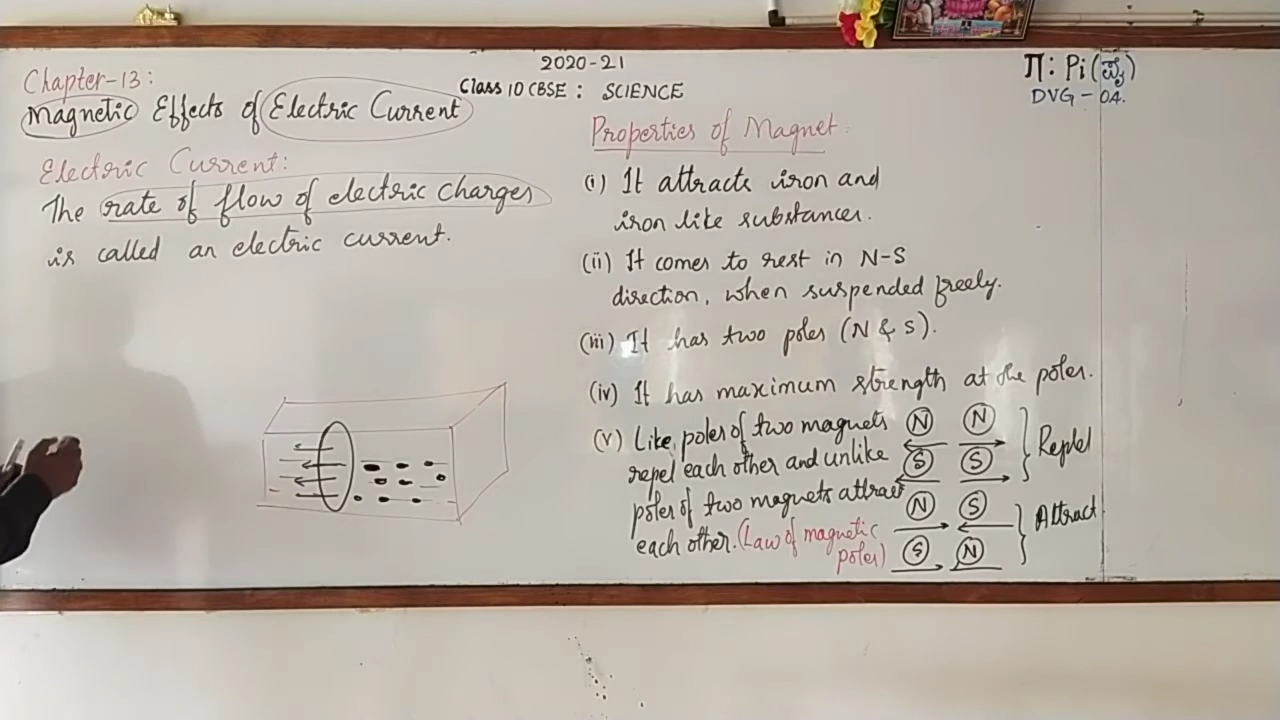 2020-21
Class 10 CBSE : SCIENCE
Π: Pi (ಪೈ)
DVG - 04.
Chapter-13:
Magnetic Effects of Electric Current
Electric Current:
The rate of flow of electric charges
is called an electric current.
Properties of Magnet.
(i) It attracts iron and
iron like substances.
(ii) It comes to rest in N-S
direction, when suspended freely.
(iii) It has two poles (N & S).
(iv) It has maximum strength at the poles.
(v) Like poles of two magnets
repel each other and unlike
poles of two magnets attract
each other. (Law of magnetic
poles)
N N
S S
Replel
N S
S N
Attract